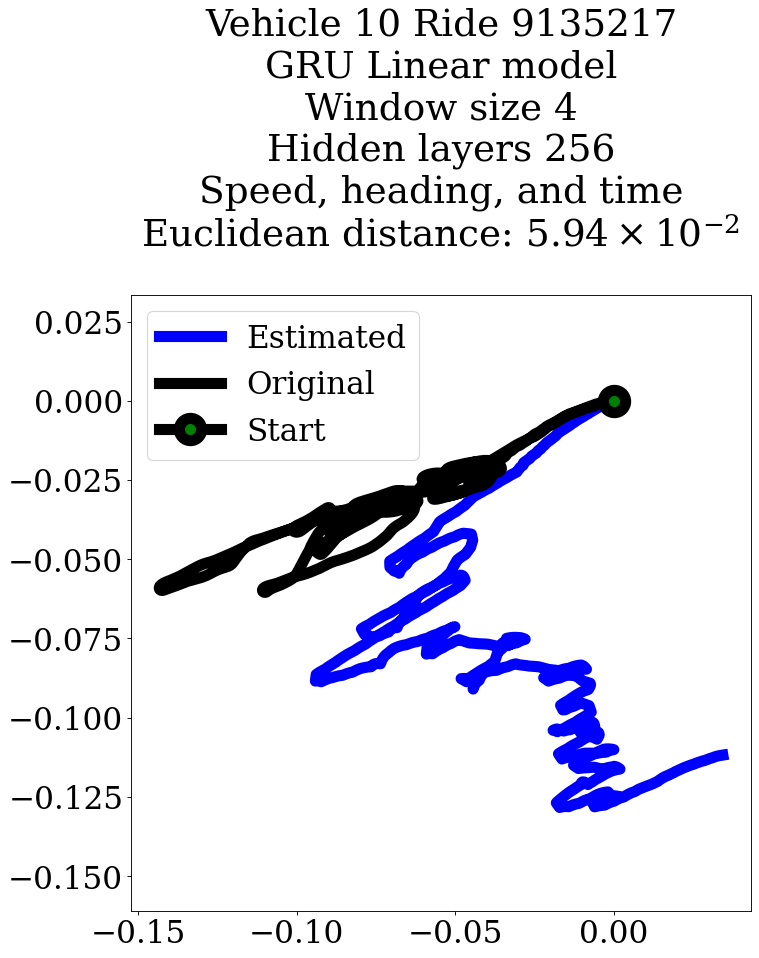 Vehicle 10 Ride 9135217
GRU Linear model
Window size 4
Hidden layers 256
Speed, heading, and time
Euclidean distance: 5.94 × 10⁻²
Estimated
Original
Start
0.025
0.000
−0.025
−0.050
−0.075
−0.100
−0.125
−0.150
−0.15
−0.10
−0.05
0.00